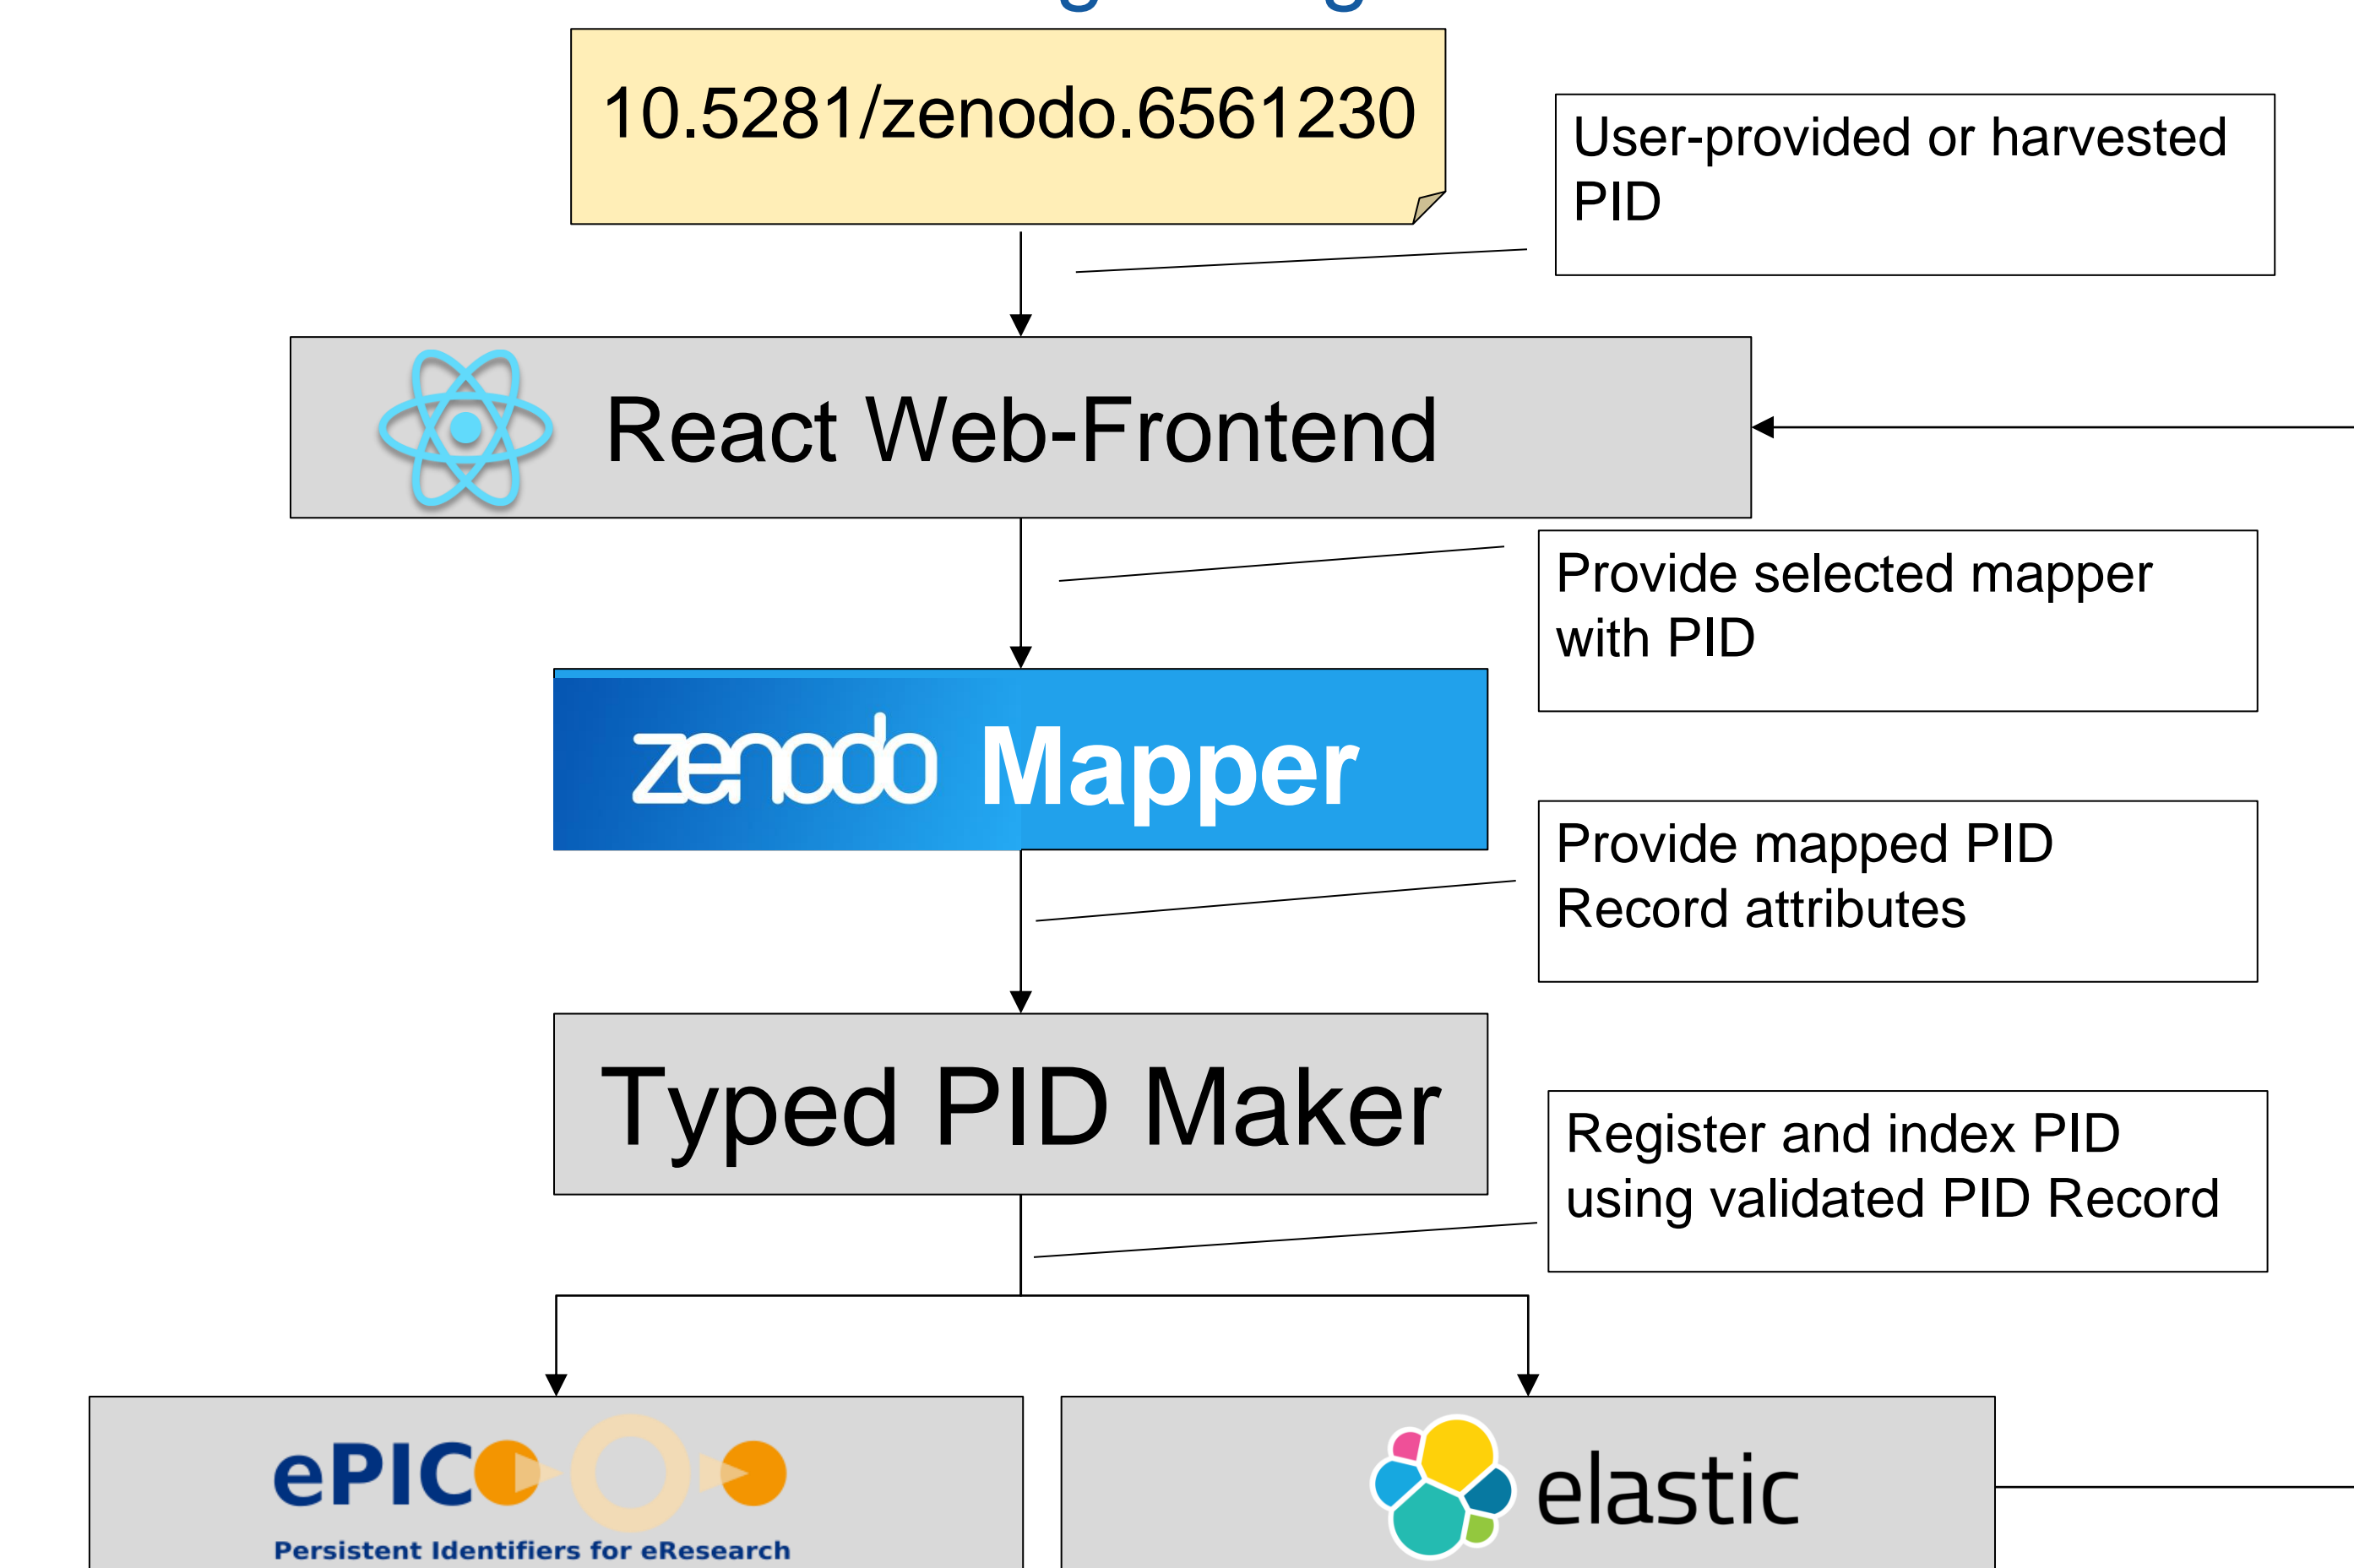 10.5281/zenodo.6561230
User-provided or harvested
PID
React Web-Frontend
Provide selected mapper
with PID
zenodo Mapper
Provide mapped PID
Record attributes
Typed PID Maker
Register and index PID
using validated PID Record
ePIC
Persistent Identifiers for eResearch
elastic